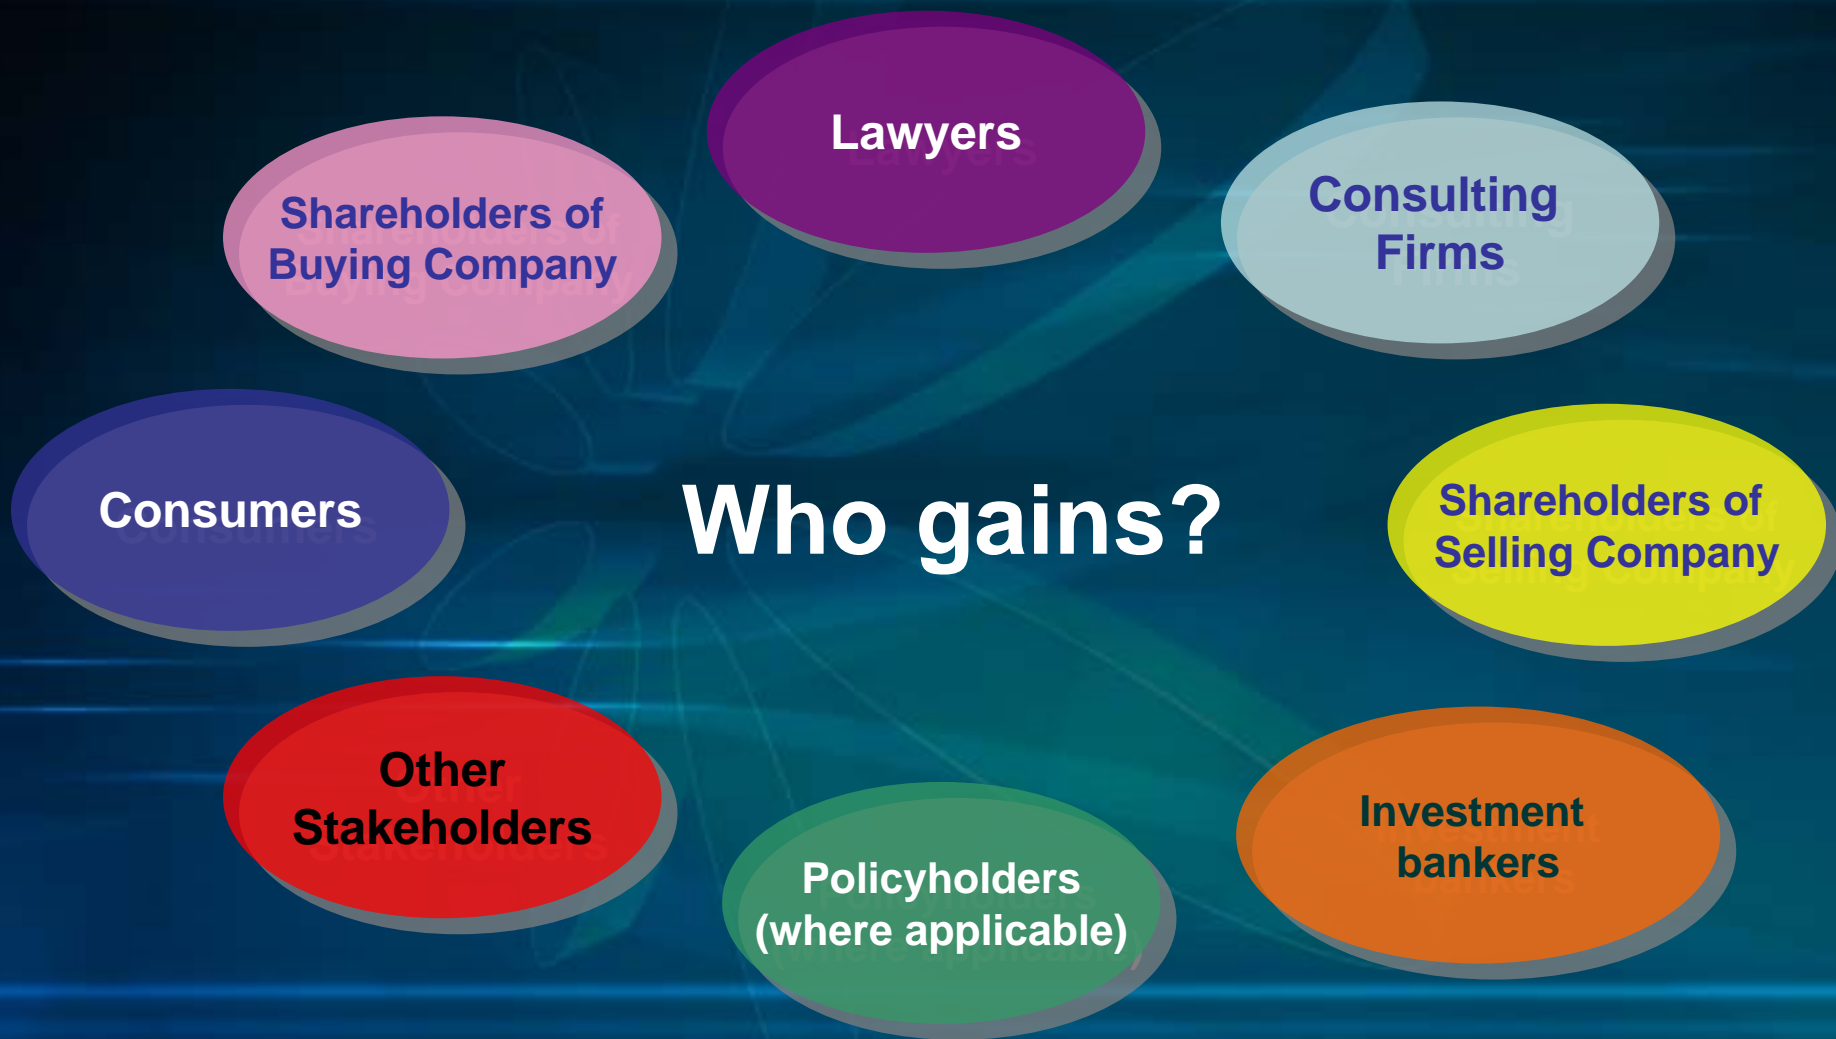 Lawyers
Consulting
Firms
Shareholders of
Buying Company
Consumers
Who gains?
Shareholders of
Selling Company
Other
Stakeholders
Investment
bankers
Policyholders
(where applicable)